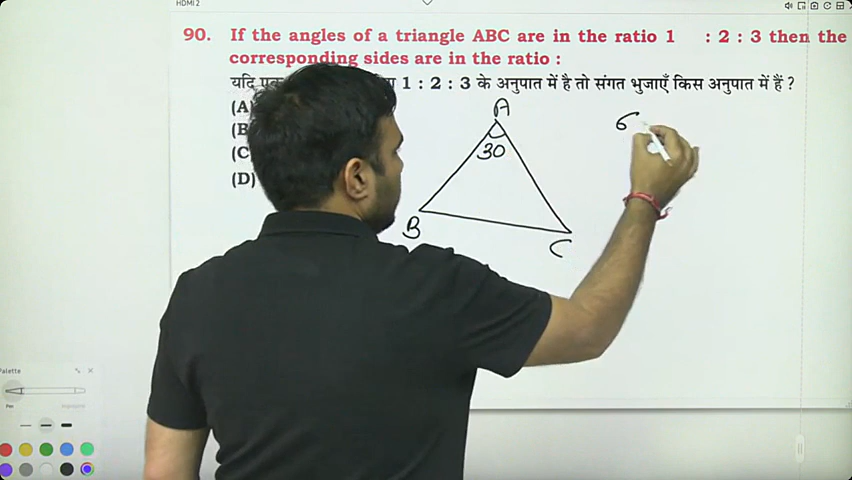 HDMI 2
90. If the angles of a triangle ABC are in the ratio 1 : 2 : 3 then the
corresponding sides are in the ratio :
यदि 1 : 2 : 3 के अनुपात में है तो संगत भुजाएँ किस अनुपात में हैं ?
(A)
(B
(C
(D)
A
30
B
C
6
Palette
Pen